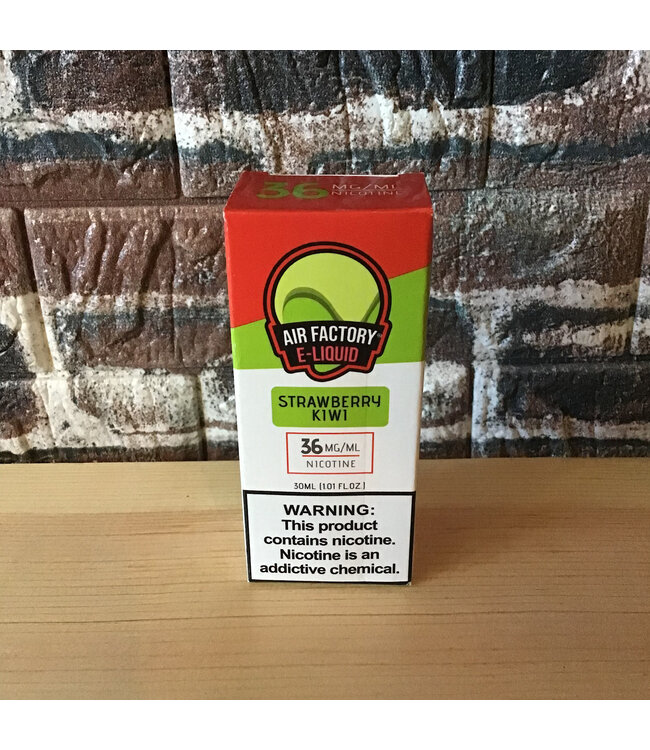 36 MG/ML
NICOTINE
AIR FACTORY
E-LIQUID
STRAWBERRY
KIWI
36 MG/ML
NICOTINE
30ML (1.01 FL.OZ.)
WARNING:
This product
contains nicotine.
Nicotine is an
addictive chemical.